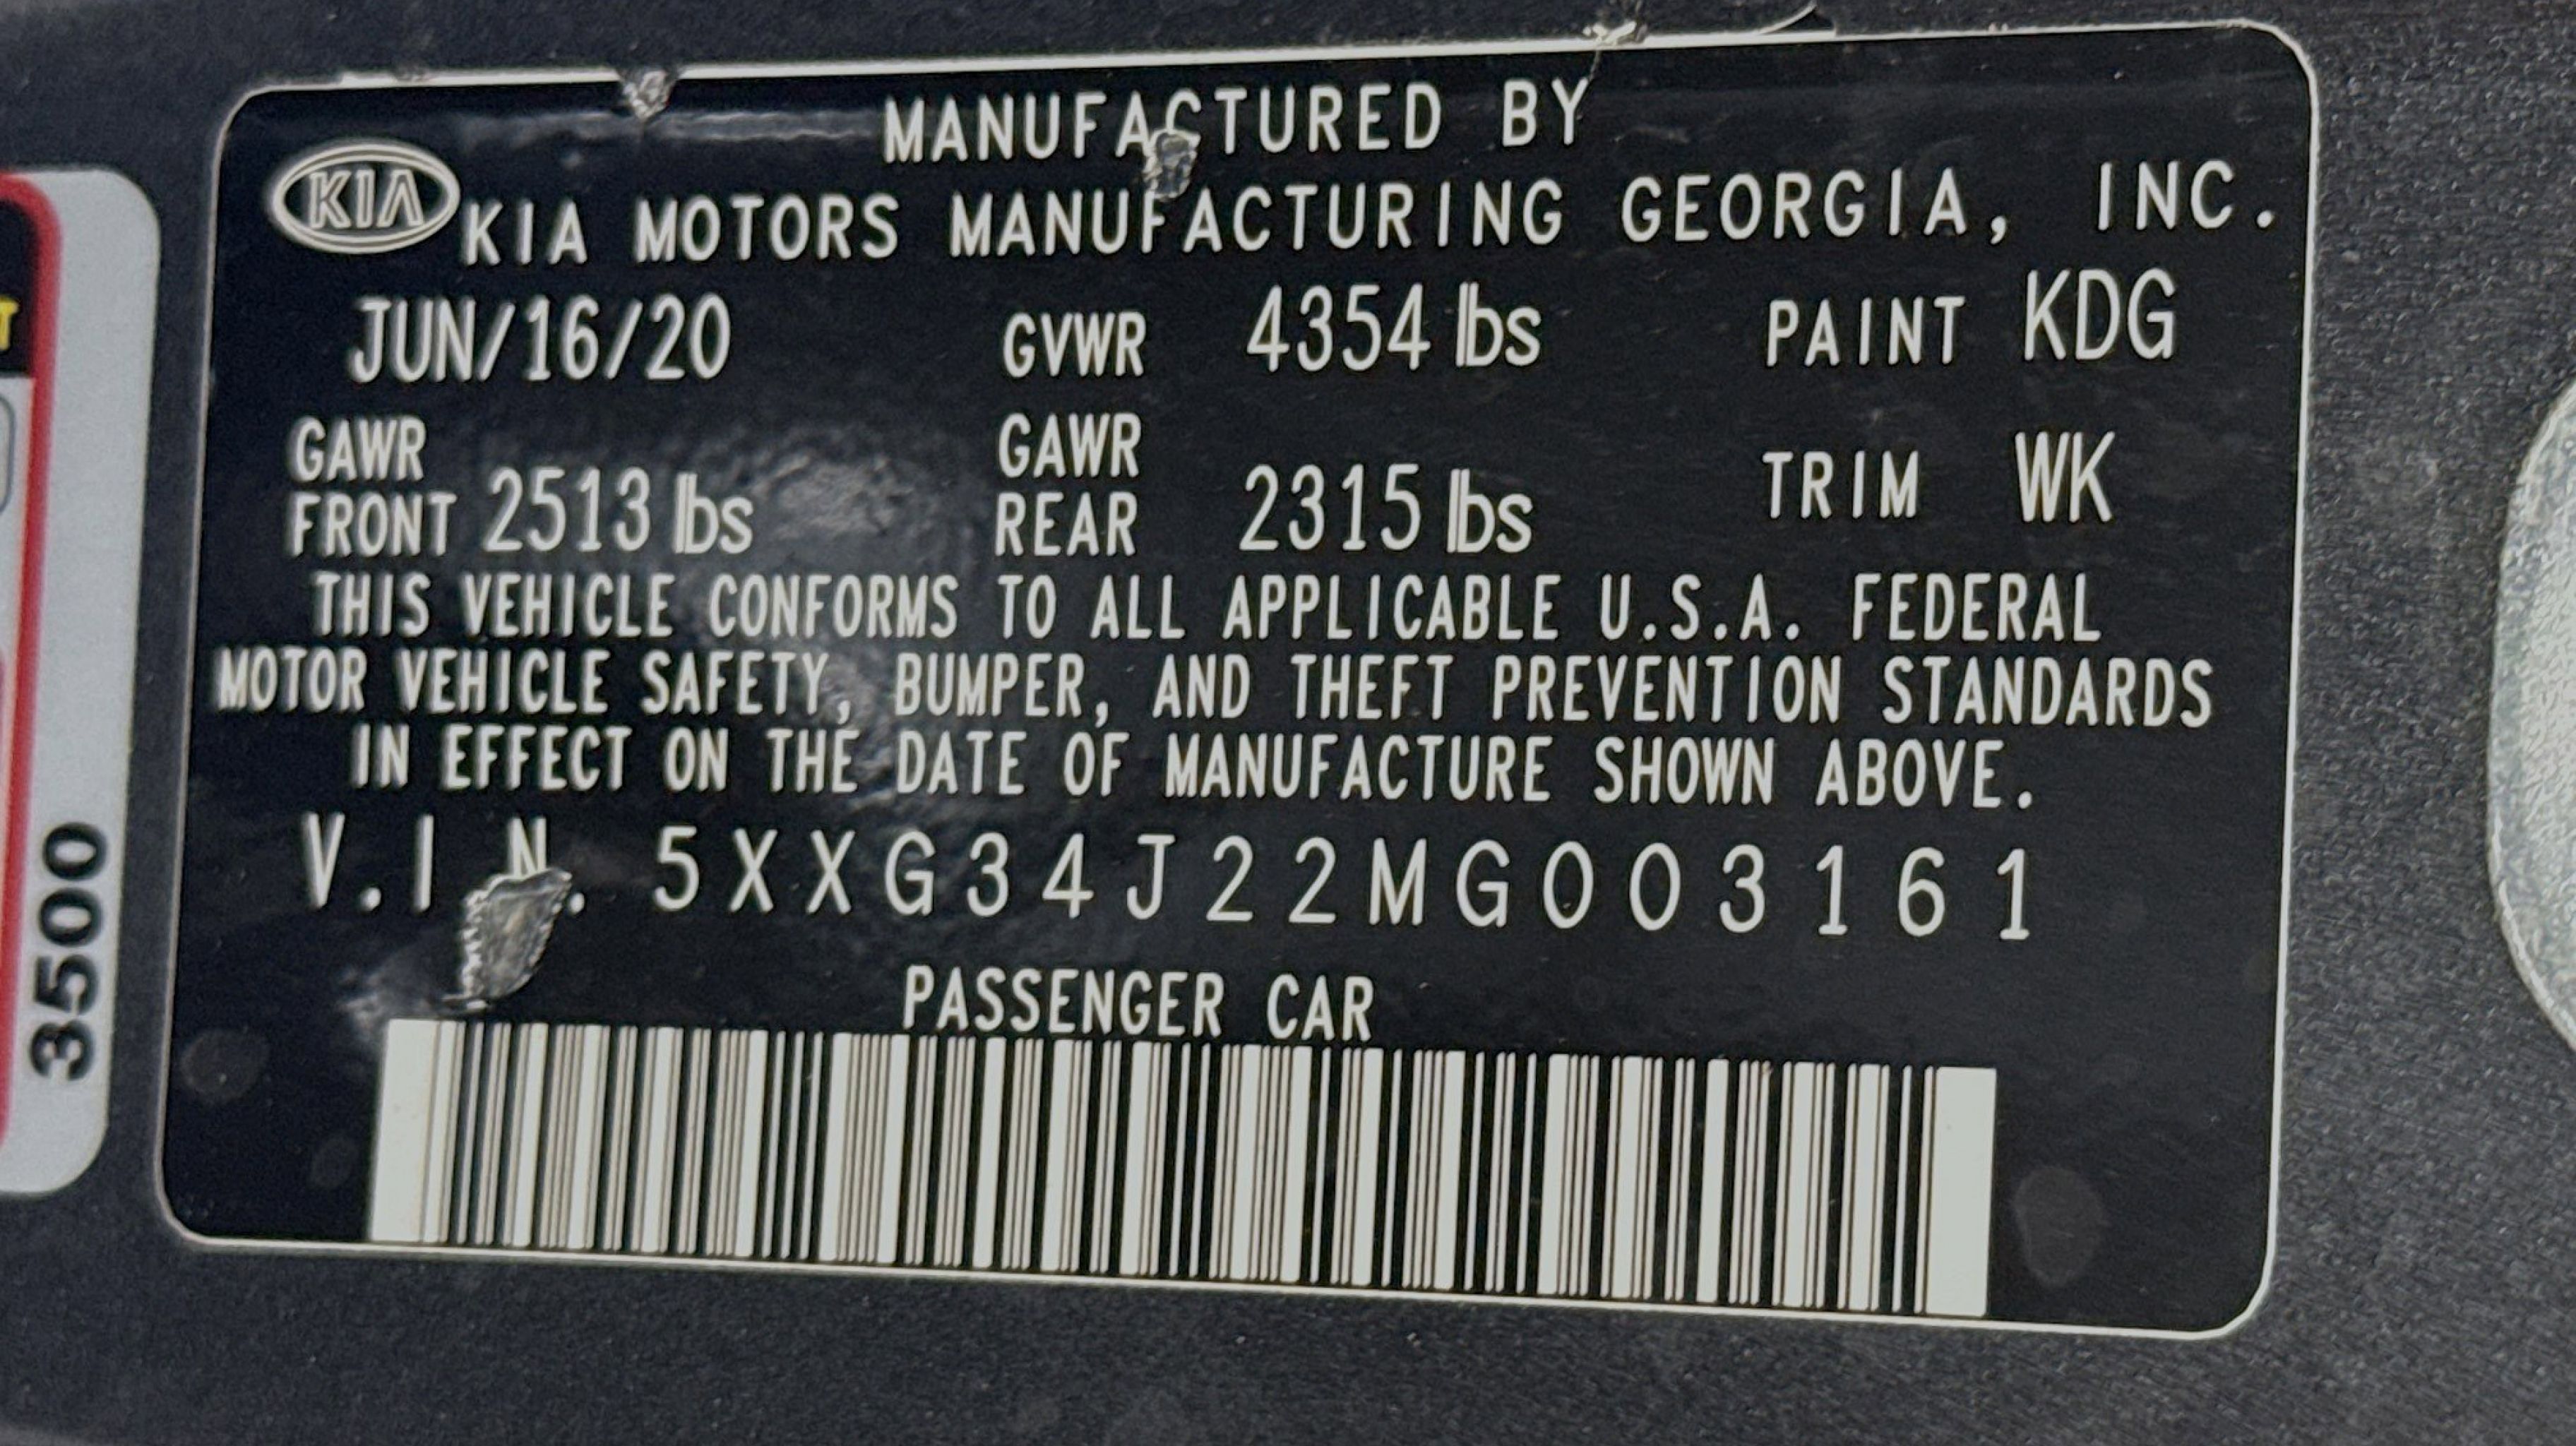 MANUFACTURED BY
KIA KIA MOTORS MANUFACTURING GEORGIA, INC.
JUN/16/20 GVWR 4354 lbs PAINT KDG
GAWR FRONT 2513 lbs GAWR REAR 2315 lbs TRIM WK
THIS VEHICLE CONFORMS TO ALL APPLICABLE U.S.A. FEDERAL
MOTOR VEHICLE SAFETY, BUMPER, AND THEFT PREVENTION STANDARDS
IN EFFECT ON THE DATE OF MANUFACTURE SHOWN ABOVE.
V.I.N. 5XXG34J22MG003161
PASSENGER CAR
3500
T